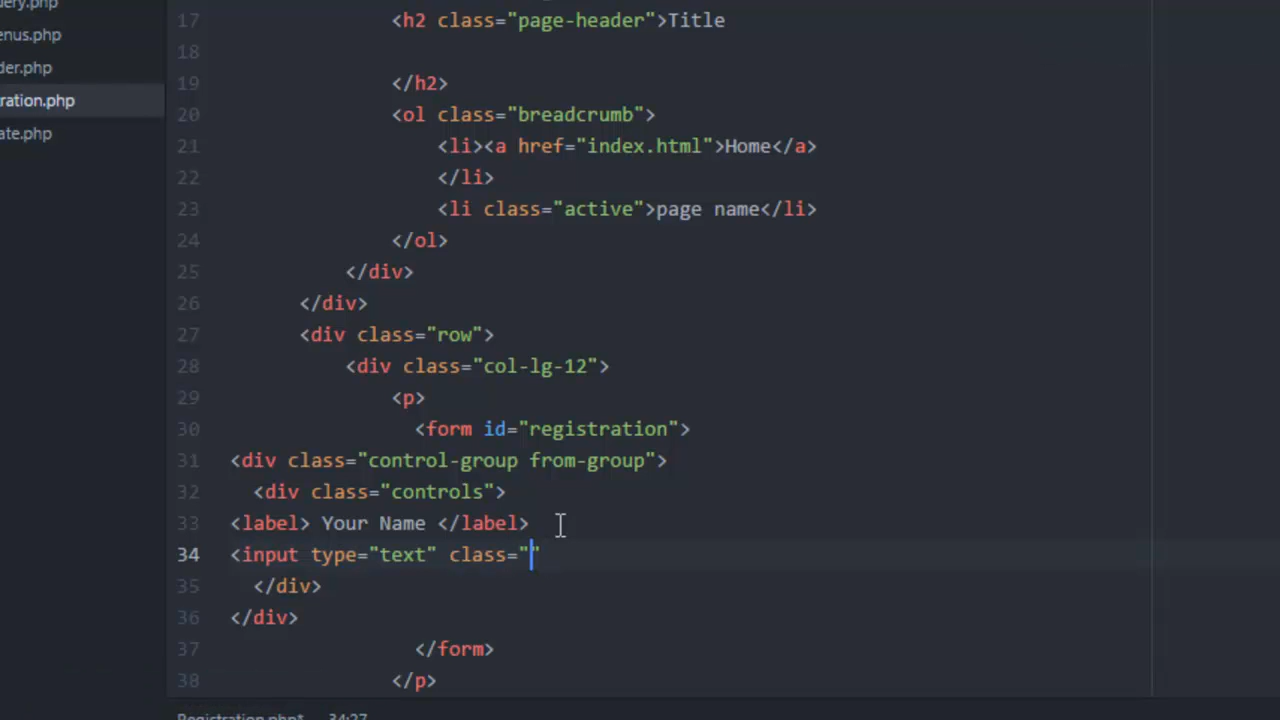 ery.php
enus.php
der.php
ration.php
ate.php
17 <h2 class="page-header">Title
18
19 </h2>
20 <ol class="breadcrumb">
21 <li><a href="index.html">Home</a>
22 </li>
23 <li class="active">page name</li>
24 </ol>
25 </div>
26 </div>
27 <div class="row">
28 <div class="col-lg-12">
29 <p>
30 <form id="registration">
31 <div class="control-group from-group">
32 <div class="controls">
33 <label> Your Name </label>
34 <input type="text" class=""
35 </div>
36 </div>
37 </form>
38 </p>
Registration.php* 34:27